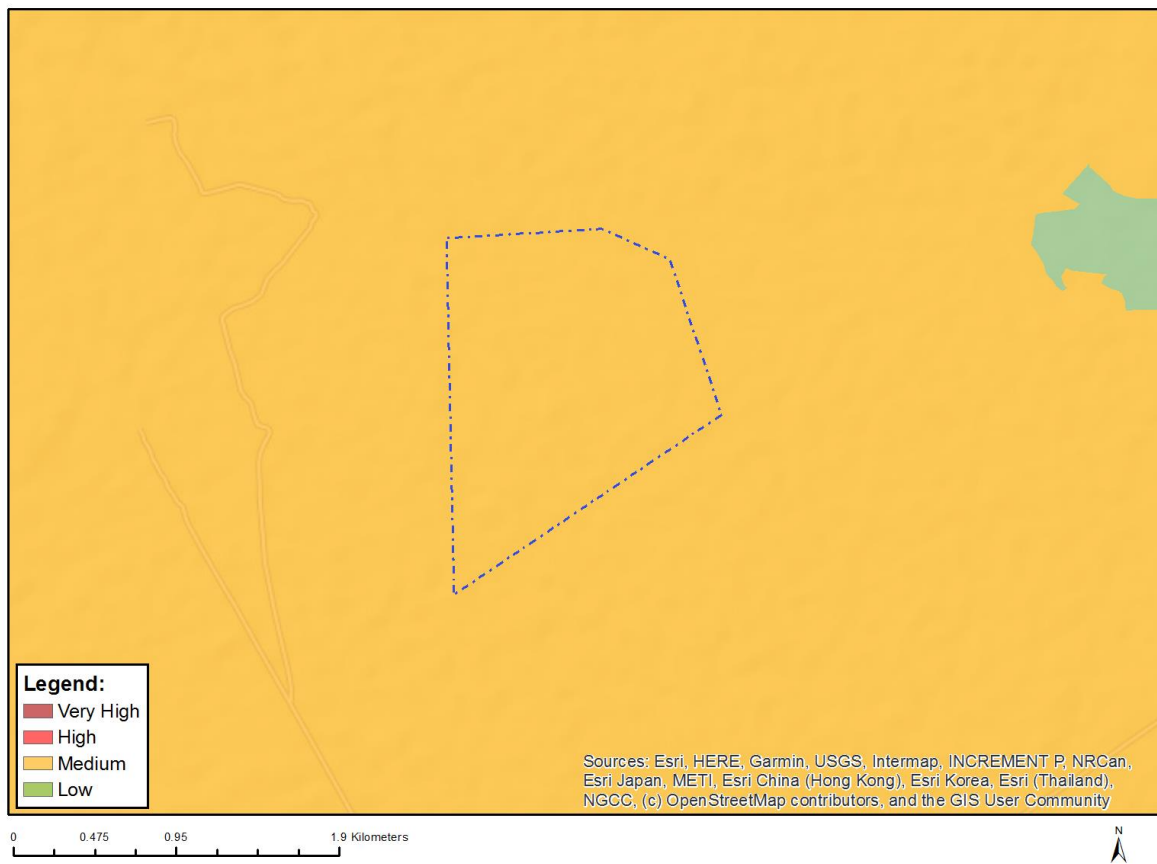 Legend:
Very High
High
Medium
Low
Sources: Esri, HERE, Garmin, USGS, Intermap, INCREMENT P, NRCan,
Esri Japan, METI, Esri China (Hong Kong), Esri Korea, Esri (Thailand),
NGCC, (c) OpenStreetMap contributors, and the GIS User Community
0 0.475 0.95 1.9 Kilometers
N